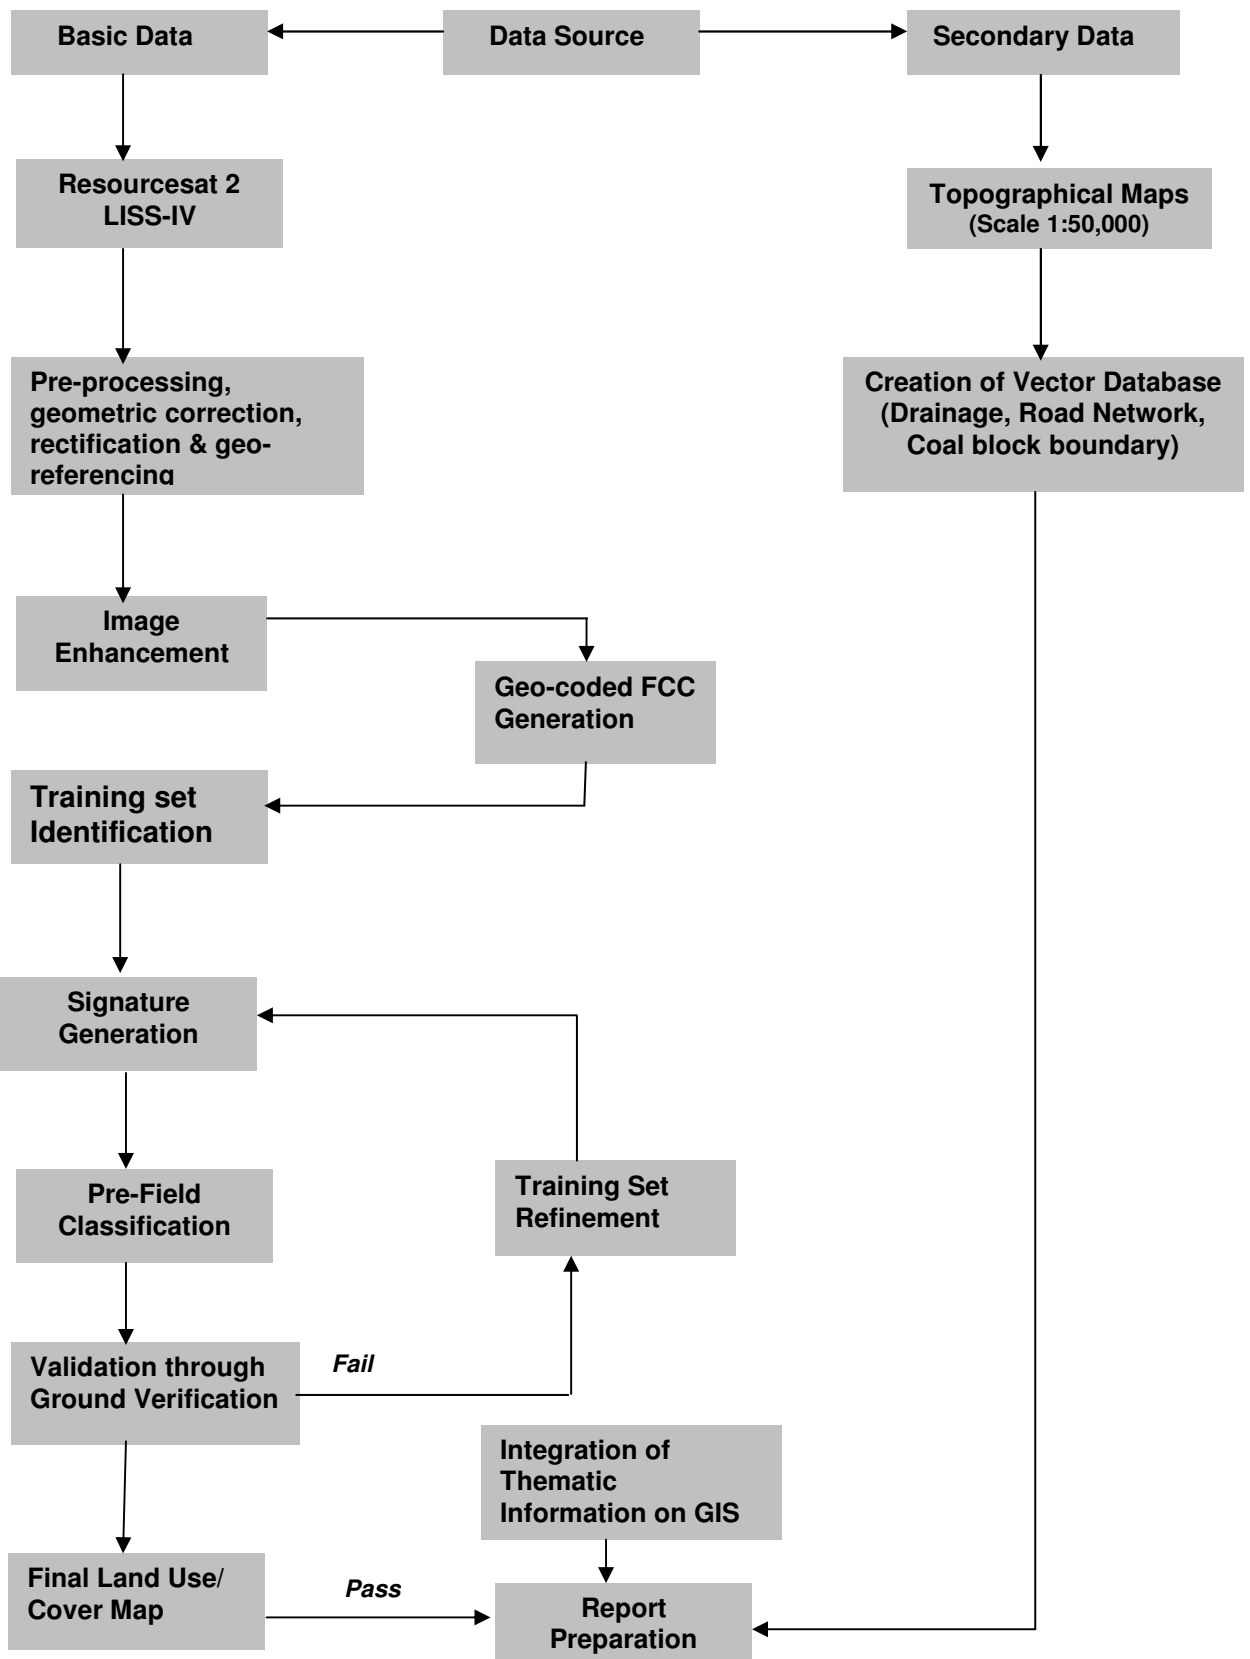 Basic Data
Data Source
Secondary Data
Resourcesat 2
LISS-IV
Topographical Maps
(Scale 1:50,000)
Pre-processing,
geometric correction,
rectification & geo-
referencing
Creation of Vector Database
(Drainage, Road Network,
Coal block boundary)
Image
Enhancement
Geo-coded FCC
Generation
Training set
Identification
Signature
Generation
Pre-Field
Classification
Training Set
Refinement
Validation through
Ground Verification
Fail
Integration of
Thematic
Information on GIS
Final Land Use/
Cover Map
Pass
Report
Preparation